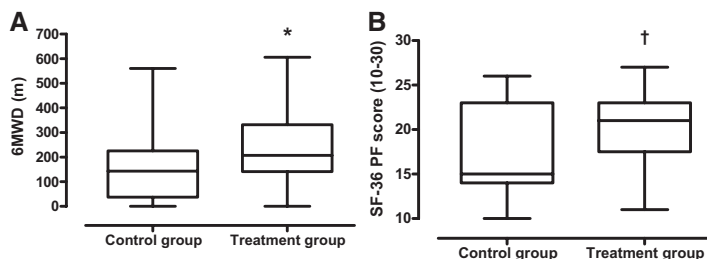 A
700
600
500
400
300
200
100
0
6MWD (m)
*
Control group
Treatment group
B
30
25
20
15
10
SF-36 PF score (10-30)
†
Control group
Treatment group